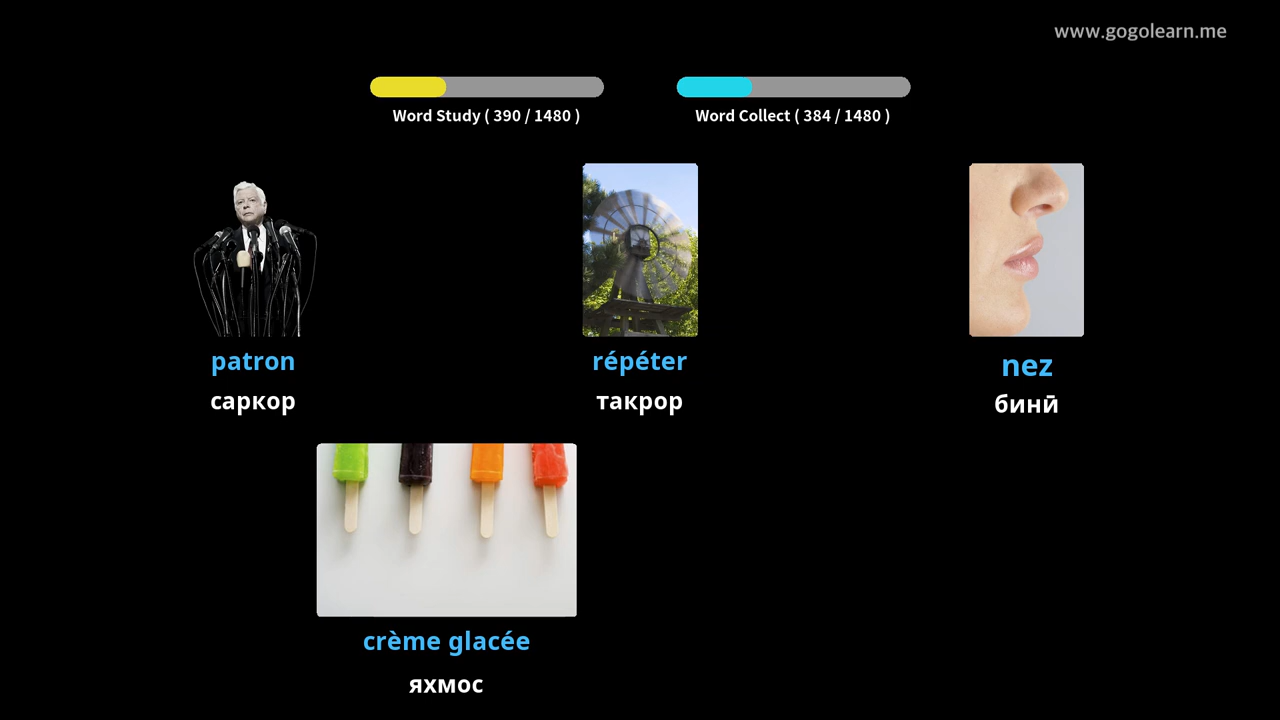 www.gogolearn.me
Word Study ( 390 / 1480 )
Word Collect ( 384 / 1480 )
patron
répéter
nez
саркор
такрор
бинӣ
crème glacée
яхмос